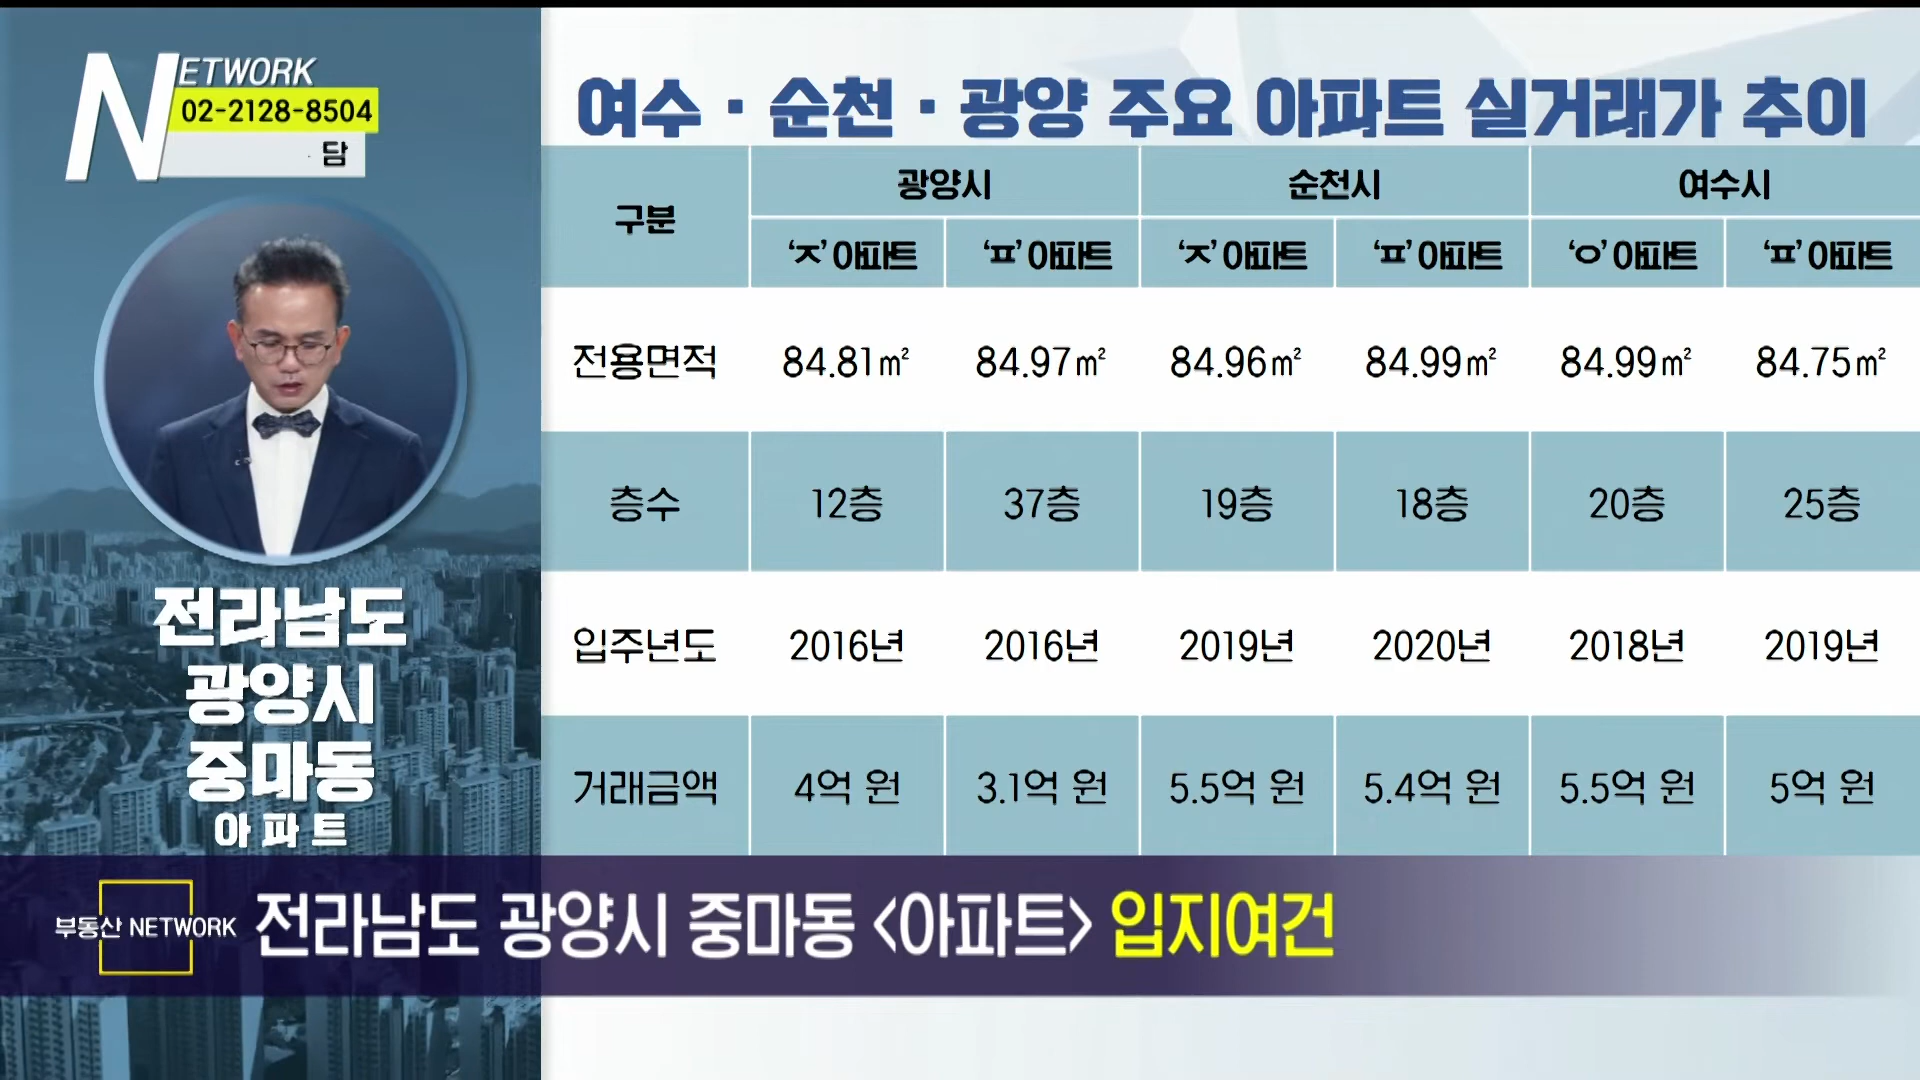 NETWORK
02-2128-8504
담
전라남도
광양시
중마동
아파트
여수·순천·광양 주요 아파트 실거래가 추이
구분 광양시 순천시 여수시
‘ㅈ’아파트 ‘ㅍ’아파트 ‘ㅈ’아파트 ‘ㅍ’아파트 ‘ㅇ’아파트 ‘ㅍ’아파트
전용면적 84.81㎡ 84.97㎡ 84.96㎡ 84.99㎡ 84.99㎡ 84.75㎡
층수 12층 37층 19층 18층 20층 25층
입주년도 2016년 2016년 2019년 2020년 2018년 2019년
거래금액 4억 원 3.1억 원 5.5억 원 5.4억 원 5.5억 원 5억 원
부동산 NETWORK
전라남도 광양시 중마동 <아파트> 입지여건